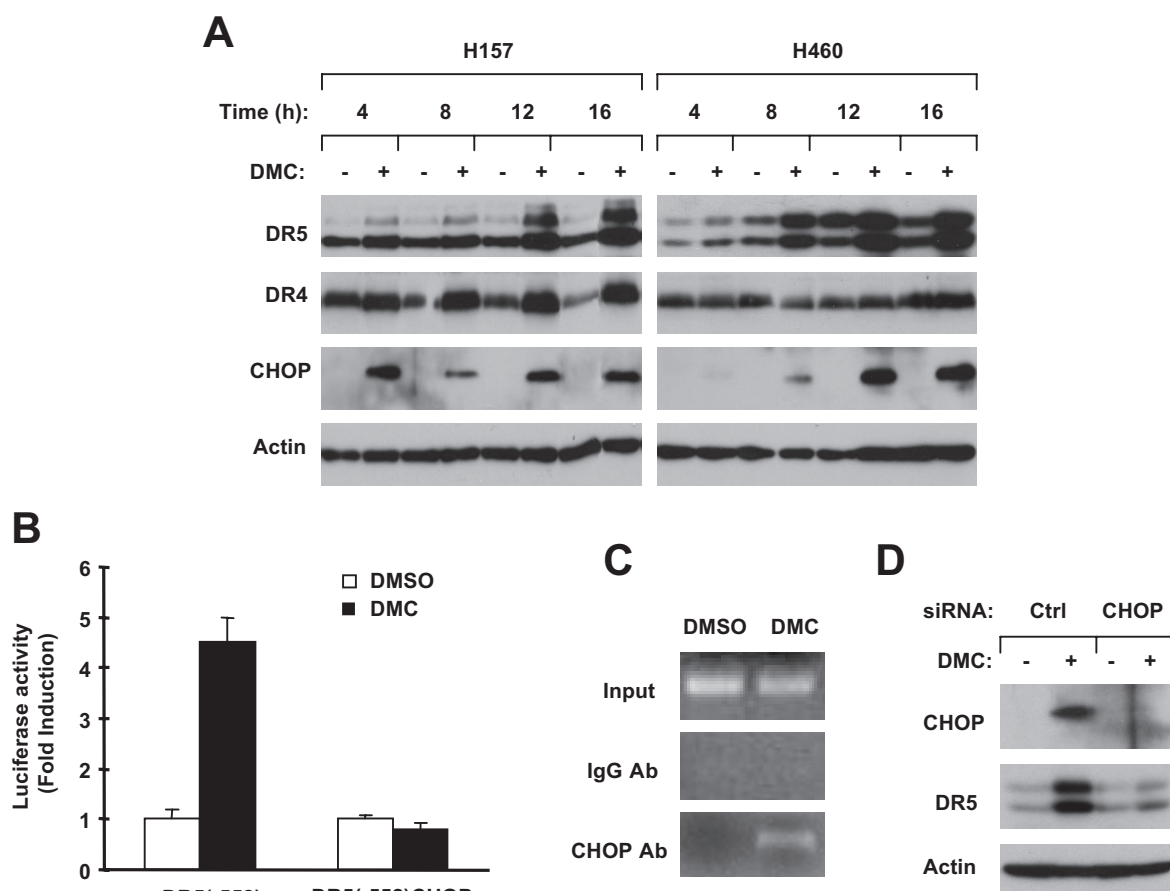 A
H157 H460
Time (h): 4 8 12 16 4 8 12 16
DMC: - + - + - + - + - + - + - + - +
DR5
DR4
CHOP
Actin
B
6
5
4
3
2
1
0
Luciferase activity
(Fold Induction)
DMSO
DMC
C
DMSO DMC
Input
IgG Ab
CHOP Ab
D
siRNA: Ctrl CHOP
DMC: - + - +
CHOP
DR5
Actin